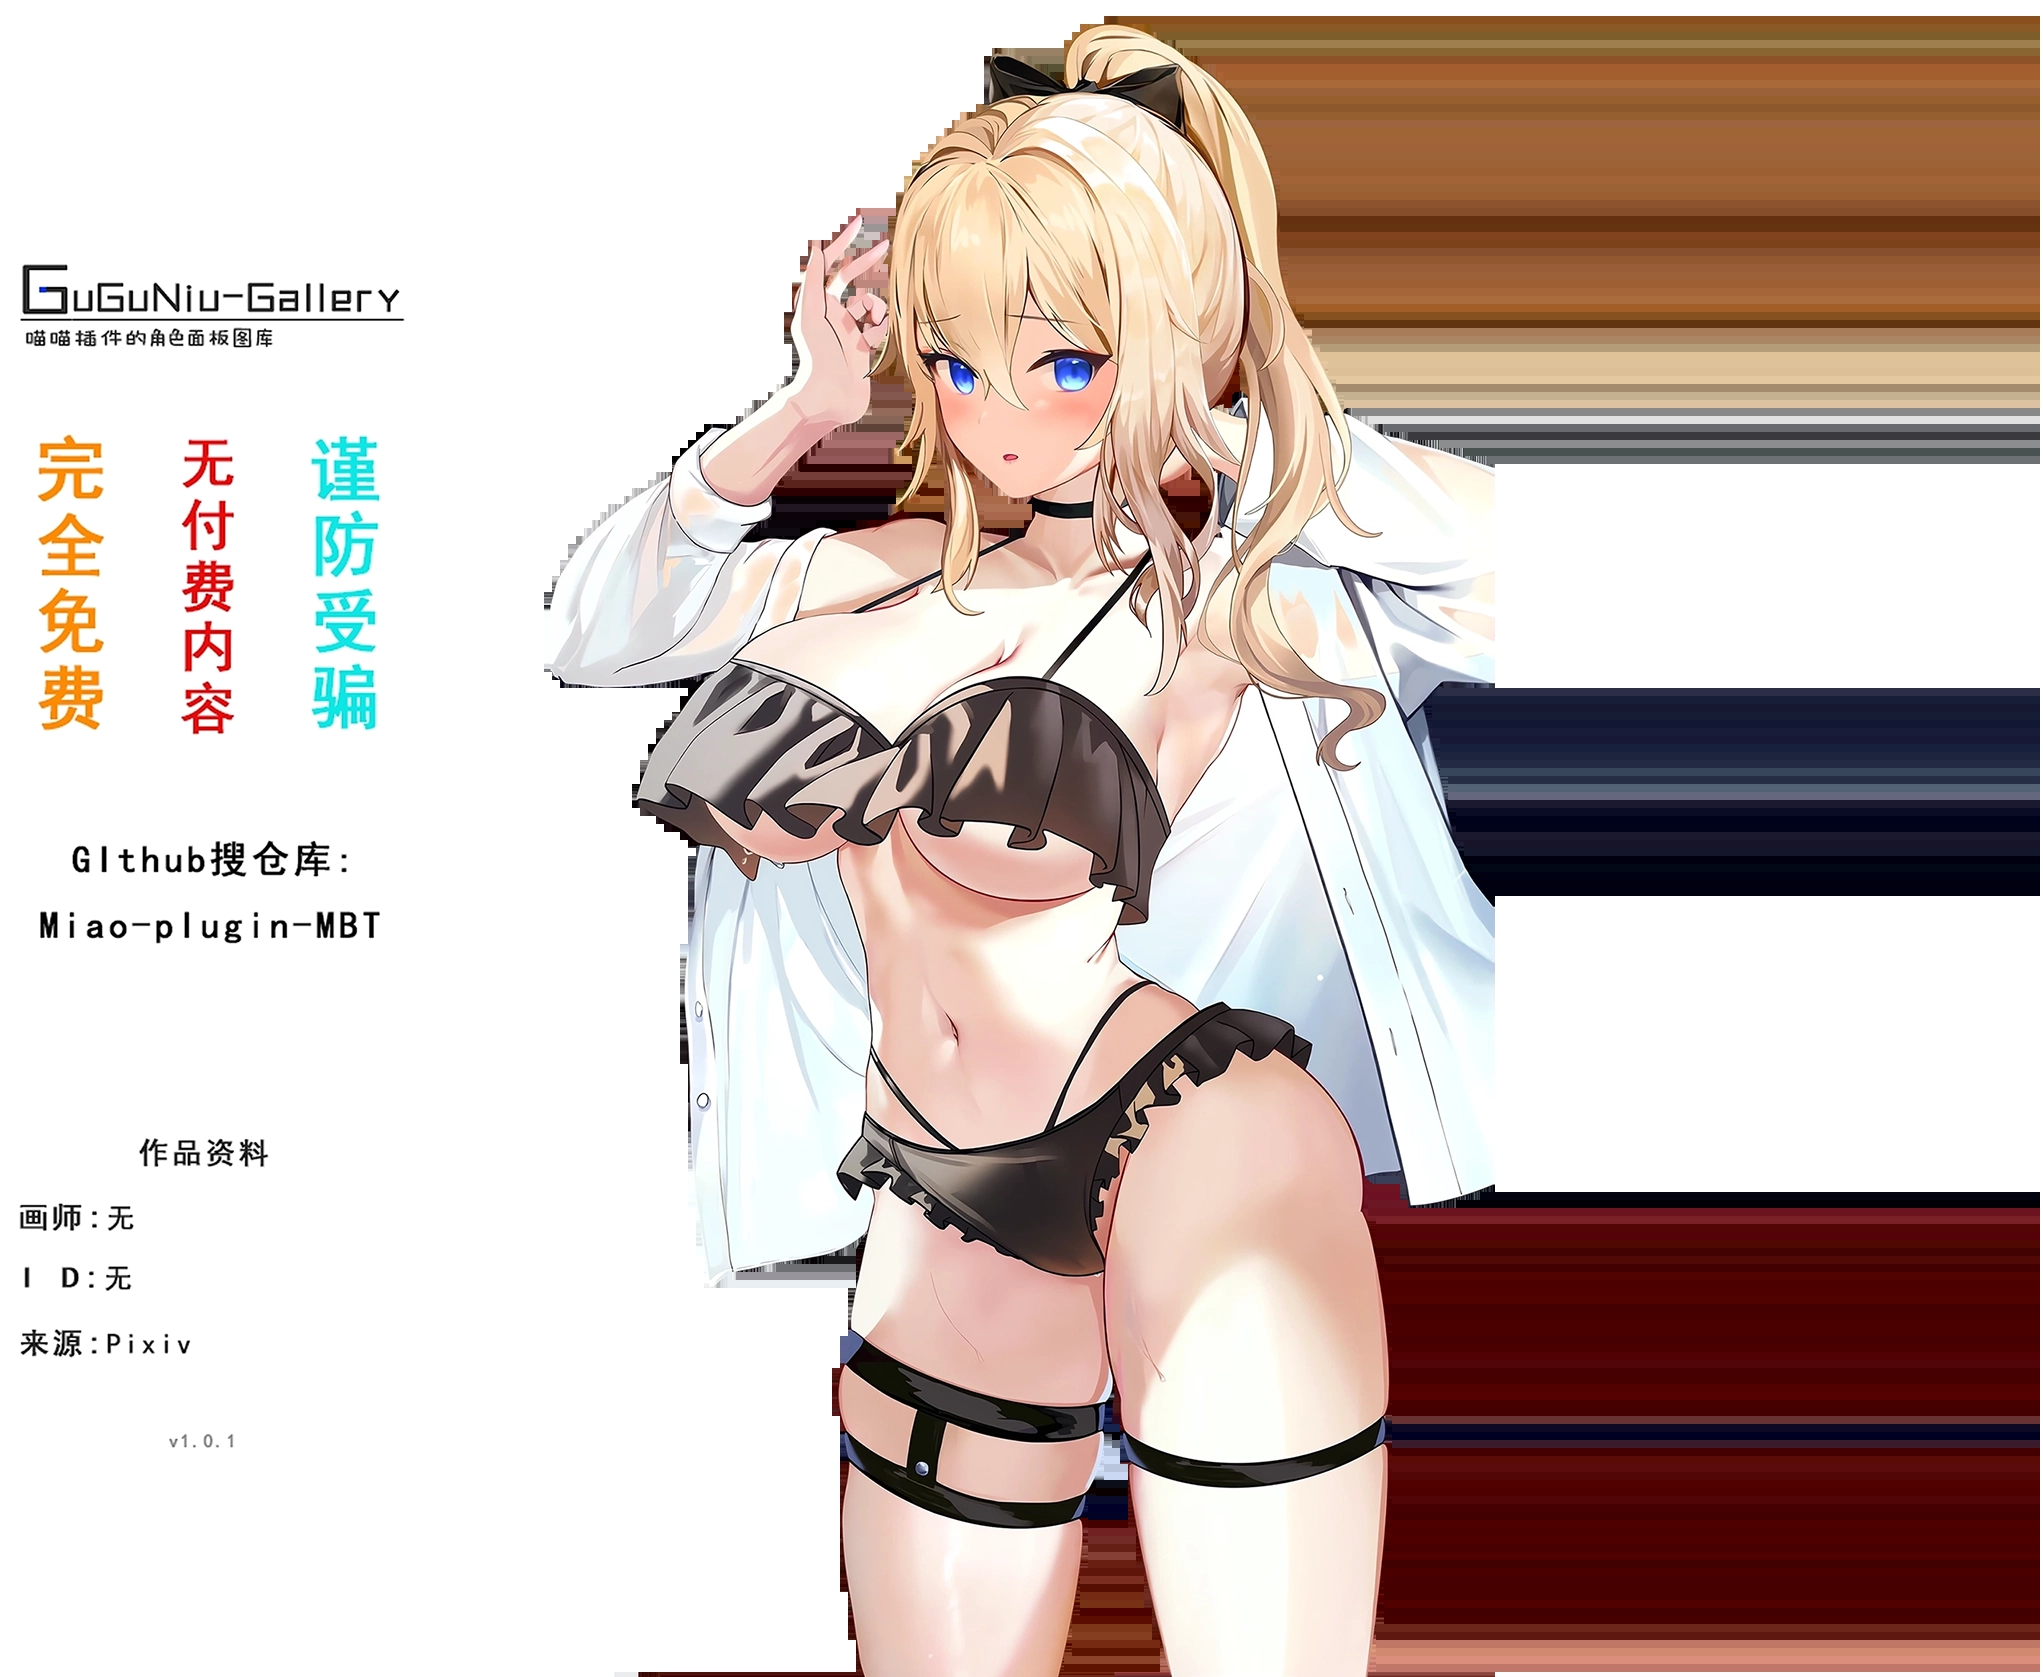 GuGuNiu-Gallery
喵喵插件的角色面板图库
完全免费
无付费内容
谨防受骗
GIthub搜仓库:
Miao-plugin-MBT
作品资料
画师:无
I D:无
来源:Pixiv
v1.0.1